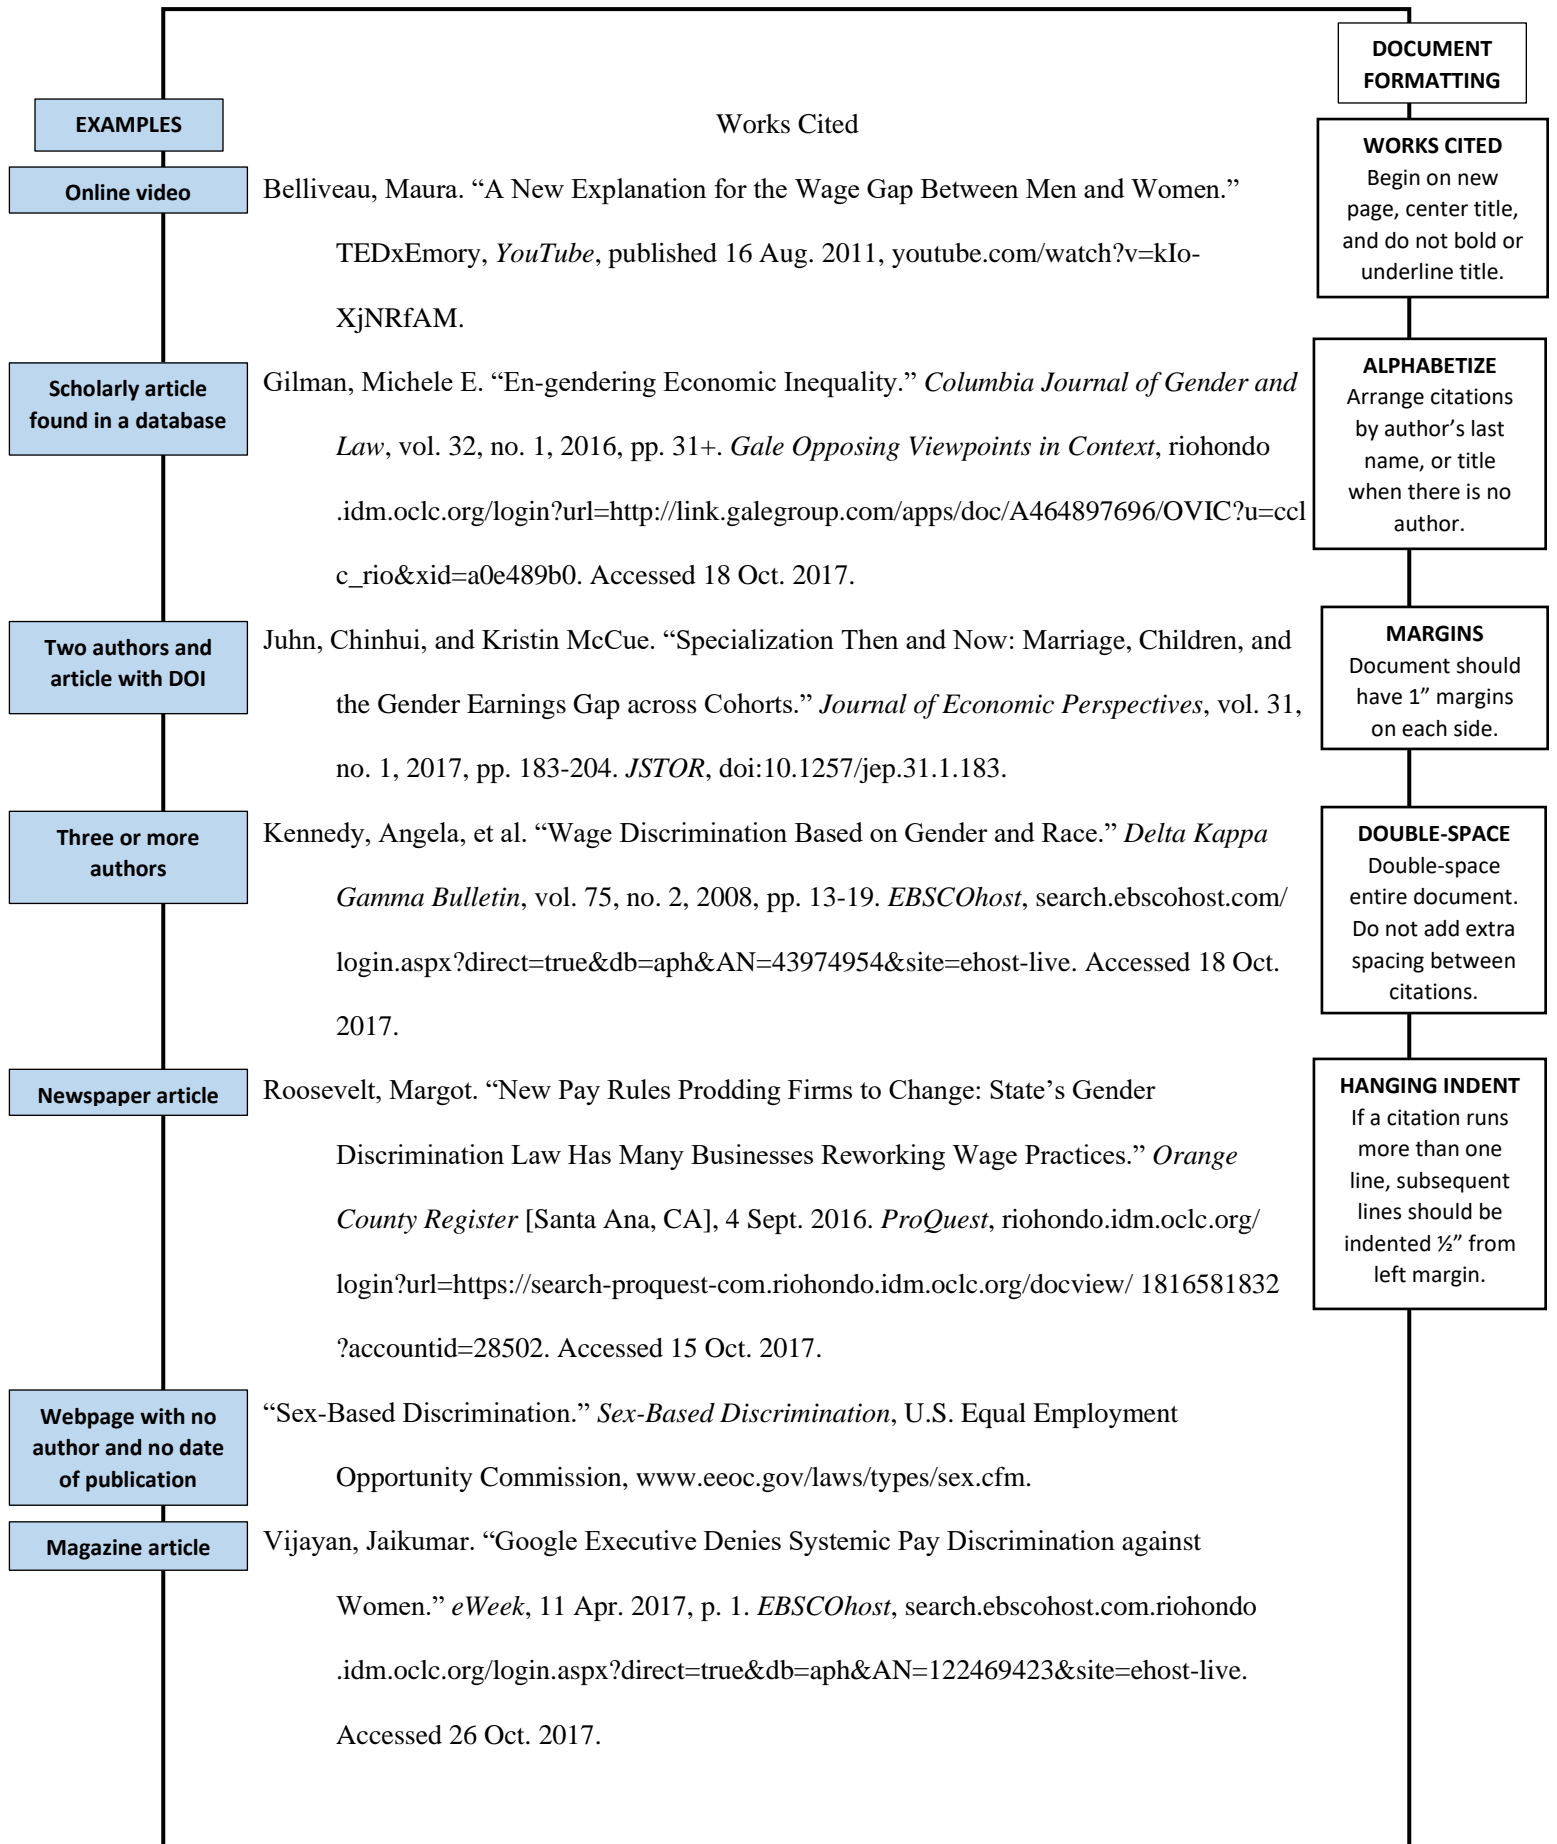 DOCUMENT
FORMATTING
EXAMPLES
Works Cited
WORKS CITED
Begin on new
page, center title,
and do not bold or
underline title.
Online video
Belliveau, Maura. “A New Explanation for the Wage Gap Between Men and Women.”
TEDxEmory, YouTube, published 16 Aug. 2011, youtube.com/watch?v=kIo-
XjNRfAM.
ALPHABETIZE
Arrange citations
by author’s last
name, or title
when there is no
author.
Scholarly article
found in a database
Gilman, Michele E. “En-gendering Economic Inequality.” Columbia Journal of Gender and
Law, vol. 32, no. 1, 2016, pp. 31+. Gale Opposing Viewpoints in Context, riohondo
.idm.oclc.org/login?url=http://link.galegroup.com/apps/doc/A464897696/OVIC?u=ccl
c_rio&xid=a0e489b0. Accessed 18 Oct. 2017.
MARGINS
Document should
have 1” margins
on each side.
Two authors and
article with DOI
Juhn, Chinhui, and Kristin McCue. “Specialization Then and Now: Marriage, Children, and
the Gender Earnings Gap across Cohorts.” Journal of Economic Perspectives, vol. 31,
no. 1, 2017, pp. 183-204. JSTOR, doi:10.1257/jep.31.1.183.
DOUBLE-SPACE
Double-space
entire document.
Do not add extra
spacing between
citations.
Three or more
authors
Kennedy, Angela, et al. “Wage Discrimination Based on Gender and Race.” Delta Kappa
Gamma Bulletin, vol. 75, no. 2, 2008, pp. 13-19. EBSCOhost, search.ebscohost.com/
login.aspx?direct=true&db=aph&AN=43974954&site=ehost-live. Accessed 18 Oct.
2017.
HANGING INDENT
If a citation runs
more than one
line, subsequent
lines should be
indented ½” from
left margin.
Newspaper article
Roosevelt, Margot. “New Pay Rules Prodding Firms to Change: State’s Gender
Discrimination Law Has Many Businesses Reworking Wage Practices.” Orange
County Register [Santa Ana, CA], 4 Sept. 2016. ProQuest, riohondo.idm.oclc.org/
login?url=https://search-proquest-com.riohondo.idm.oclc.org/docview/ 1816581832
?accountid=28502. Accessed 15 Oct. 2017.
Webpage with no
author and no date
of publication
“Sex-Based Discrimination.” Sex-Based Discrimination, U.S. Equal Employment
Opportunity Commission, www.eeoc.gov/laws/types/sex.cfm.
Magazine article
Vijayan, Jaikumar. “Google Executive Denies Systemic Pay Discrimination against
Women.” eWeek, 11 Apr. 2017, p. 1. EBSCOhost, search.ebscohost.com.riohondo
.idm.oclc.org/login.aspx?direct=true&db=aph&AN=122469423&site=ehost-live.
Accessed 26 Oct. 2017.